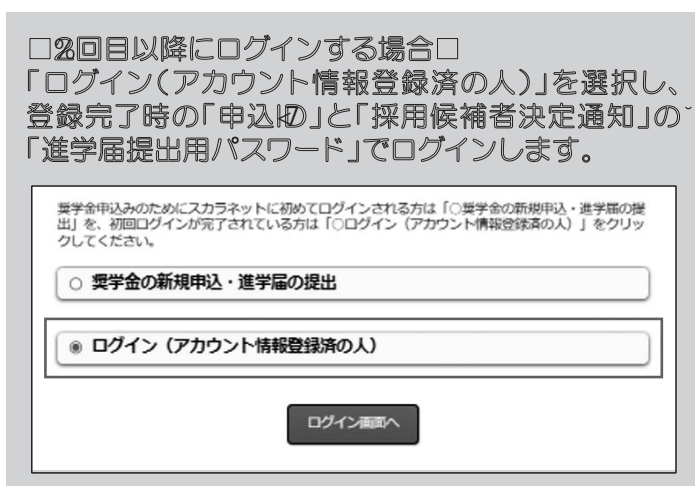 □2回目以降にログインする場合□
「ログイン(アカウント情報登録済の人)」を選択し、
登録完了時の「申込ID」と「採用候補者決定通知」の
「進学届提出用パスワード」でログインします。
奨学金申込みのためにスカラネットに初めてログインされる方は「○奨学金の新規申込・進学届の提
出」を、初回ログインが完了されている方は「○ログイン（アカウント情報登録済の人）」をクリッ
クしてください。
○ 奨学金の新規申込・進学届の提出
◉ ログイン（アカウント情報登録済の人）
ログイン画面へ